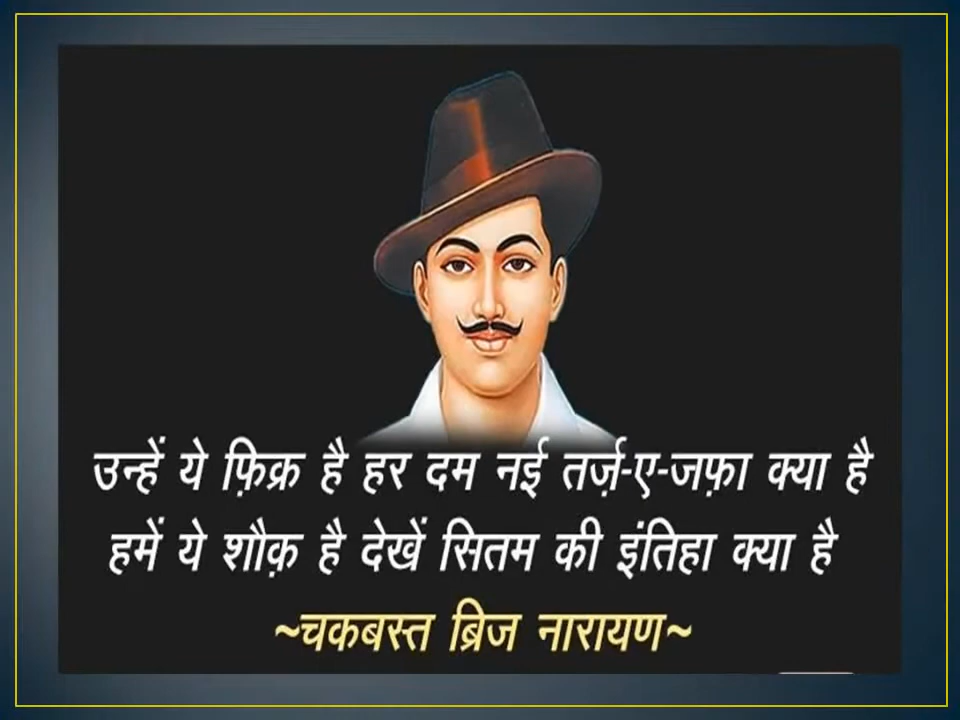 उन्हें ये फ़िक्र है हर दम नई तर्ज़-ए-जफ़ा क्या है
हमें ये शौक़ है देखें सितम की इंतिहा क्या है
~चकबस्त ब्रिज नारायण~